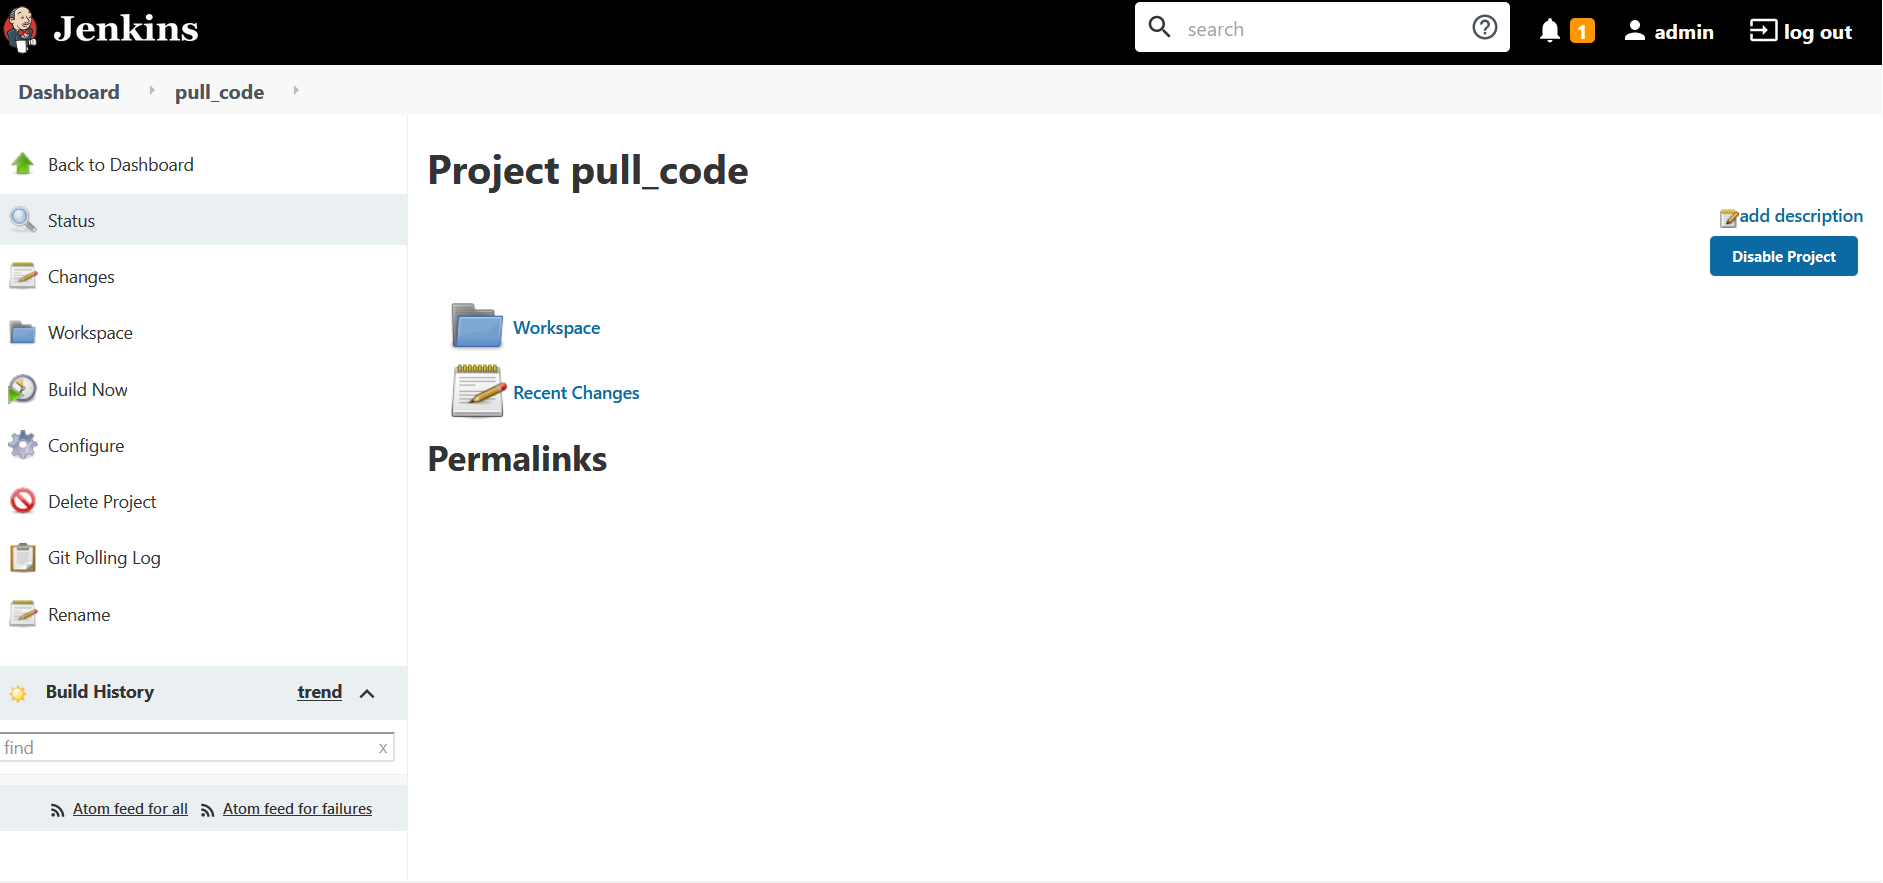 Jenkins
search
1
admin
log out
Dashboard
pull_code
Back to Dashboard
Status
Changes
Workspace
Build Now
Configure
Delete Project
Git Polling Log
Rename
Build History
trend
find
x
Atom feed for all
Atom feed for failures
Project pull_code
add description
Disable Project
Workspace
Recent Changes
Permalinks